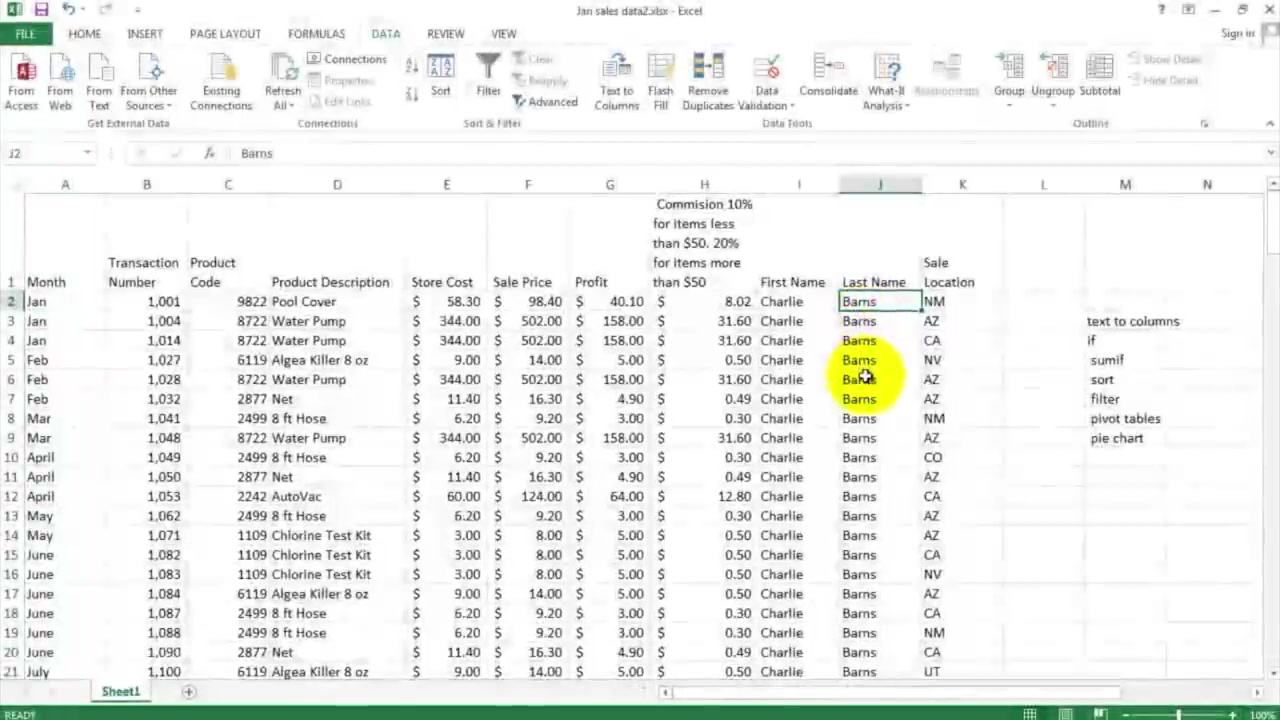 Jan sales data2.xlsx - Excel
?
FILE HOME INSERT PAGE LAYOUT FORMULAS DATA REVIEW VIEW Sign in
From Access
From Web
From Text
From Other Sources
Get External Data
Existing Connections
Refresh All
Connections
Properties
Edit Links
Connections
Sort
Filter
Clear
Reapply
Advanced
Sort & Filter
Text to Columns
Flash Fill
Remove Duplicates
Data Validation
Consolidate
What-If Analysis
Relationships
Data Tools
Group
Ungroup
Subtotal
Show Detail
Hide Detail
Outline
J2 fx Barns
A B C D E F G H I J K L M N
1 Month Transaction Number Product Code Product Description Store Cost Sale Price Profit Commision 10% for items less than $50. 20% for items more than $50 First Name Last Name Sale Location
2 Jan 1,001 9822 Pool Cover $ 58.30 $ 98.40 $ 40.10 $ 8.02 Charlie Barns NM
3 Jan 1,004 8722 Water Pump $ 344.00 $ 502.00 $ 158.00 $ 31.60 Charlie Barns AZ text to columns
4 Jan 1,014 8722 Water Pump $ 344.00 $ 502.00 $ 158.00 $ 31.60 Charlie Barns CA if
5 Feb 1,027 6119 Algea Killer 8 oz $ 9.00 $ 14.00 $ 5.00 $ 0.50 Charlie Barns NV sumif
6 Feb 1,028 8722 Water Pump $ 344.00 $ 502.00 $ 158.00 $ 31.60 Charlie Barns AZ sort
7 Feb 1,032 2877 Net $ 11.40 $ 16.30 $ 4.90 $ 0.49 Charlie Barns AZ filter
8 Mar 1,041 2499 8 ft Hose $ 6.20 $ 9.20 $ 3.00 $ 0.30 Charlie Barns NM pivot tables
9 Mar 1,048 8722 Water Pump $ 344.00 $ 502.00 $ 158.00 $ 31.60 Charlie Barns AZ pie chart
10 April 1,049 2499 8 ft Hose $ 6.20 $ 9.20 $ 3.00 $ 0.30 Charlie Barns CO
11 April 1,050 2877 Net $ 11.40 $ 16.30 $ 4.90 $ 0.49 Charlie Barns AZ
12 April 1,053 2242 AutoVac $ 60.00 $ 124.00 $ 64.00 $ 12.80 Charlie Barns CA
13 May 1,062 2499 8 ft Hose $ 6.20 $ 9.20 $ 3.00 $ 0.30 Charlie Barns AZ
14 May 1,071 1109 Chlorine Test Kit $ 3.00 $ 8.00 $ 5.00 $ 0.50 Charlie Barns AZ
15 June 1,082 1109 Chlorine Test Kit $ 3.00 $ 8.00 $ 5.00 $ 0.50 Charlie Barns CA
16 June 1,083 1109 Chlorine Test Kit $ 3.00 $ 8.00 $ 5.00 $ 0.50 Charlie Barns NV
17 June 1,084 6119 Algea Killer 8 oz $ 9.00 $ 14.00 $ 5.00 $ 0.50 Charlie Barns AZ
18 June 1,087 2499 8 ft Hose $ 6.20 $ 9.20 $ 3.00 $ 0.30 Charlie Barns CA
19 June 1,088 2499 8 ft Hose $ 6.20 $ 9.20 $ 3.00 $ 0.30 Charlie Barns NM
20 June 1,090 2877 Net $ 11.40 $ 16.30 $ 4.90 $ 0.49 Charlie Barns CA
21 July 1,100 6119 Algea Killer 8 oz $ 9.00 $ 14.00 $ 5.00 $ 0.50 Charlie Barns UT
Sheet1
READY 100%